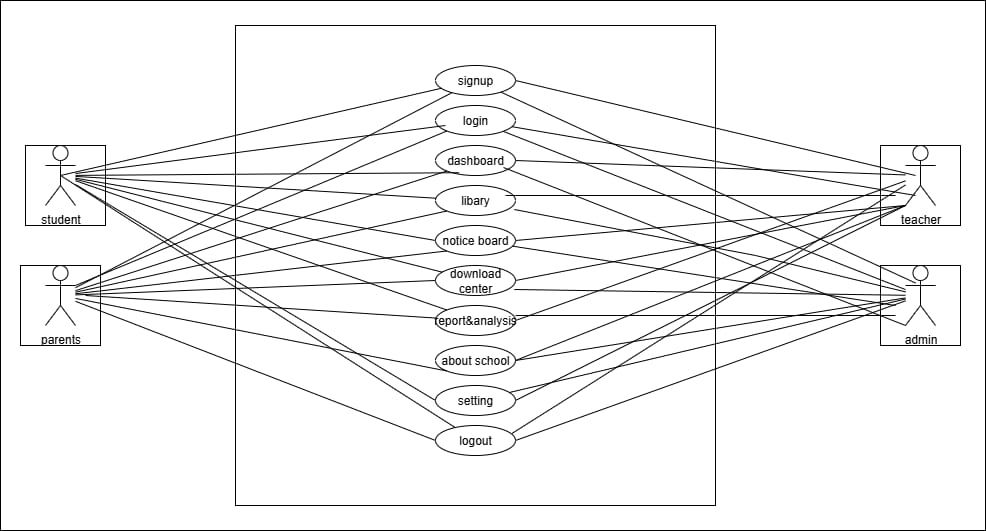 signup
login
dashboard
libary
notice board
download
center
report&analysis
about school
setting
logout
student
parents
teacher
admin